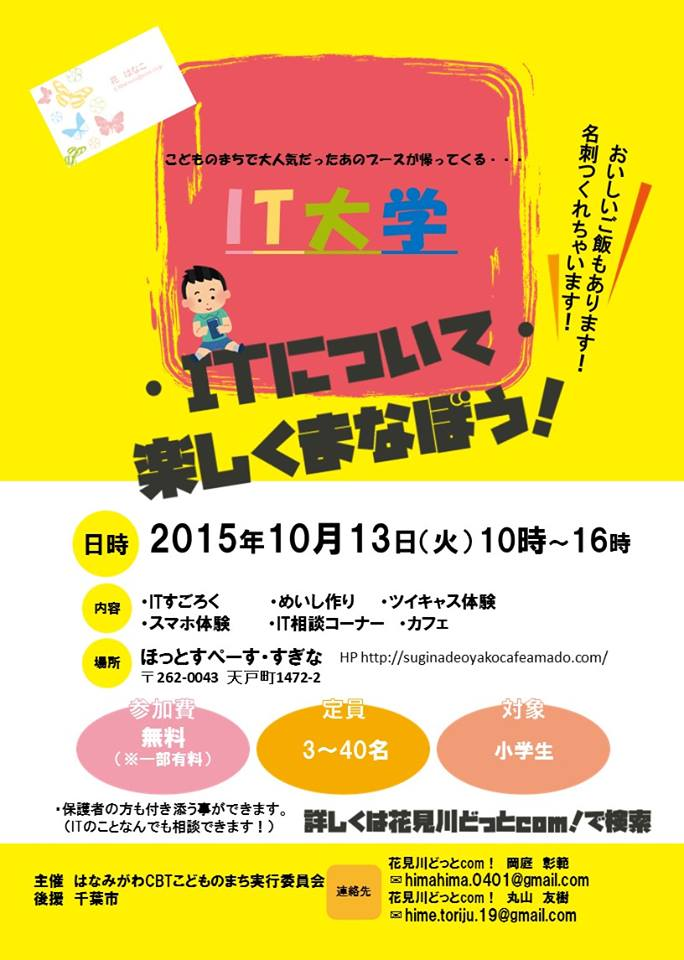 花 はなこ
こどものまちで大人気だったあのブースが帰ってくる・・・
IT大学
おいしいご飯もあります！
名刺つくれちゃいます！
・ITについて・
楽しくまなぼう！
日時 2015年10月13日（火）10時～16時
内容 ・ITすごろく ・めいし作り ・ツイキャス体験
・スマホ体験 ・IT相談コーナー ・カフェ
場所 ほっとすぺーす・すぎな HP http://suginadeoyakocafeamado.com/
〒262-0043 天戸町1472-2
参加費 定員 対象
無料 3～40名 小学生
（※一部有料）
・保護者の方も付き添う事ができます。
（ITのことなんでも相談できます！）
詳しくは花見川どっとcom！で検索
主催 はなみがわCBTこどものまち実行委員会
後援 千葉市
連絡先
花見川どっとcom！ 岡庭 彰範
✉himahima.0401@gmail.com
花見川どっとcom！ 丸山 友樹
✉hime.toriju.19@gmail.com